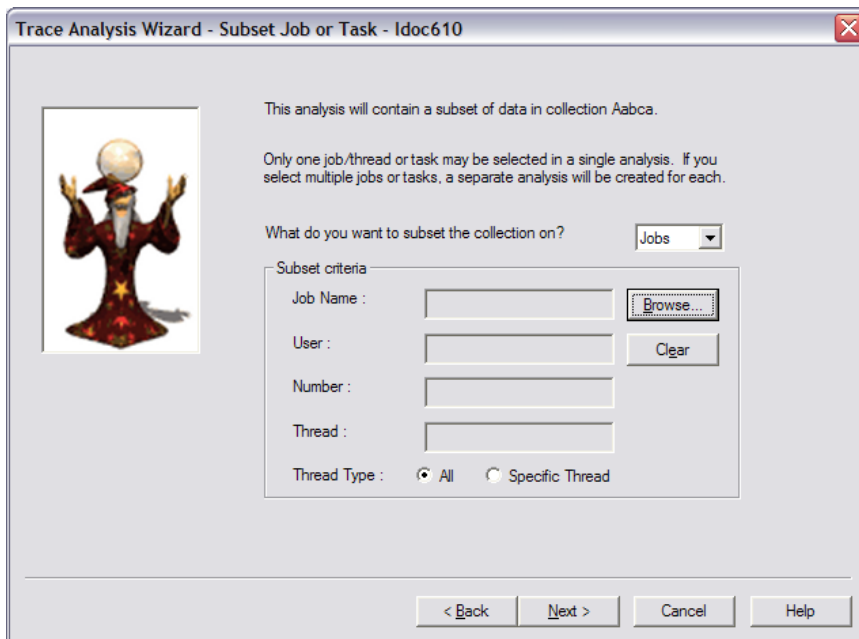 Trace Analysis Wizard - Subset Job or Task - Idoc610
This analysis will contain a subset of data in collection Aabca.
Only one job/thread or task may be selected in a single analysis. If you
select multiple jobs or tasks, a separate analysis will be created for each.
What do you want to subset the collection on? Jobs
Subset criteria
Job Name : Browse...
User : Clear
Number :
Thread :
Thread Type : All Specific Thread
< Back Next > Cancel Help